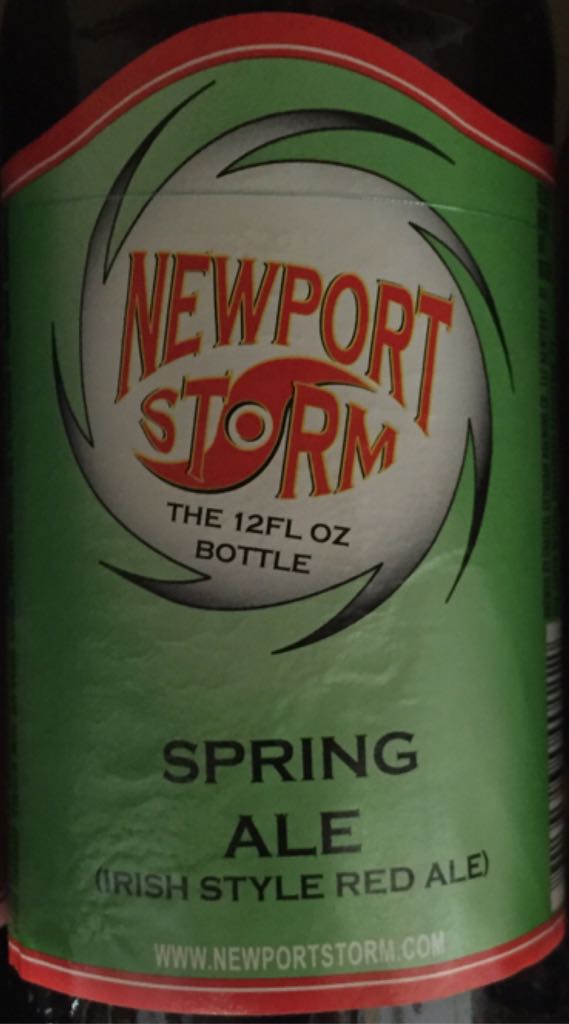 NEWPORT
STORM
THE 12FL OZ
BOTTLE
SPRING
ALE
(IRISH STYLE RED ALE)
WWW.NEWPORTSTORM.COM